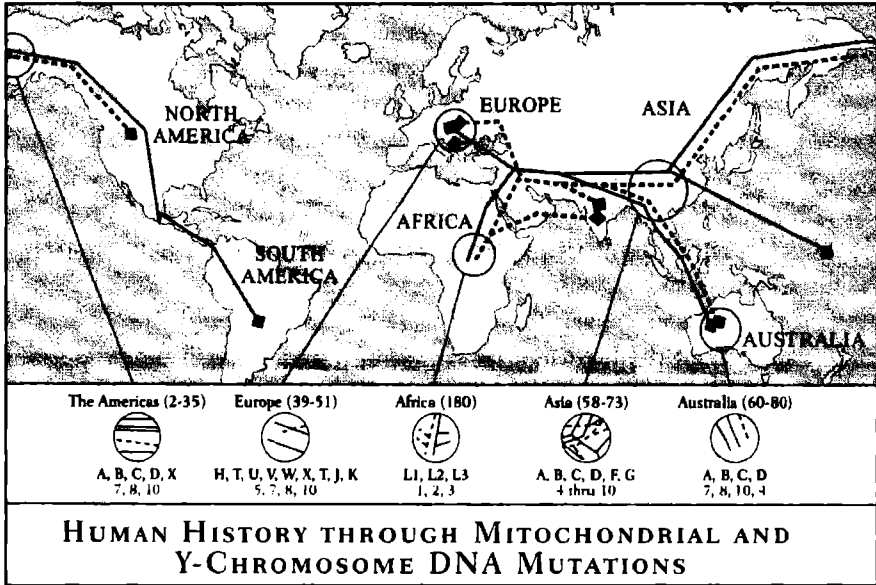 NORTH
AMERICA
EUROPE
ASIA
AFRICA
SOUTH
AMERICA
AUSTRALIA
The Americas (2-35)
Europe (39-51)
Africa (180)
Asia (58-73)
Australia (60-80)
A, B, C, D, X
7, 8, 10
H, T, U, V, W, X, T, J, K
5, 7, 8, 10
L1, L2, L3
1, 2, 3
A, B, C, D, F, G
4 thru 10
A, B, C, D
7, 8, 10, 4
HUMAN HISTORY THROUGH MITOCHONDRIAL AND
Y-CHROMOSOME DNA MUTATIONS